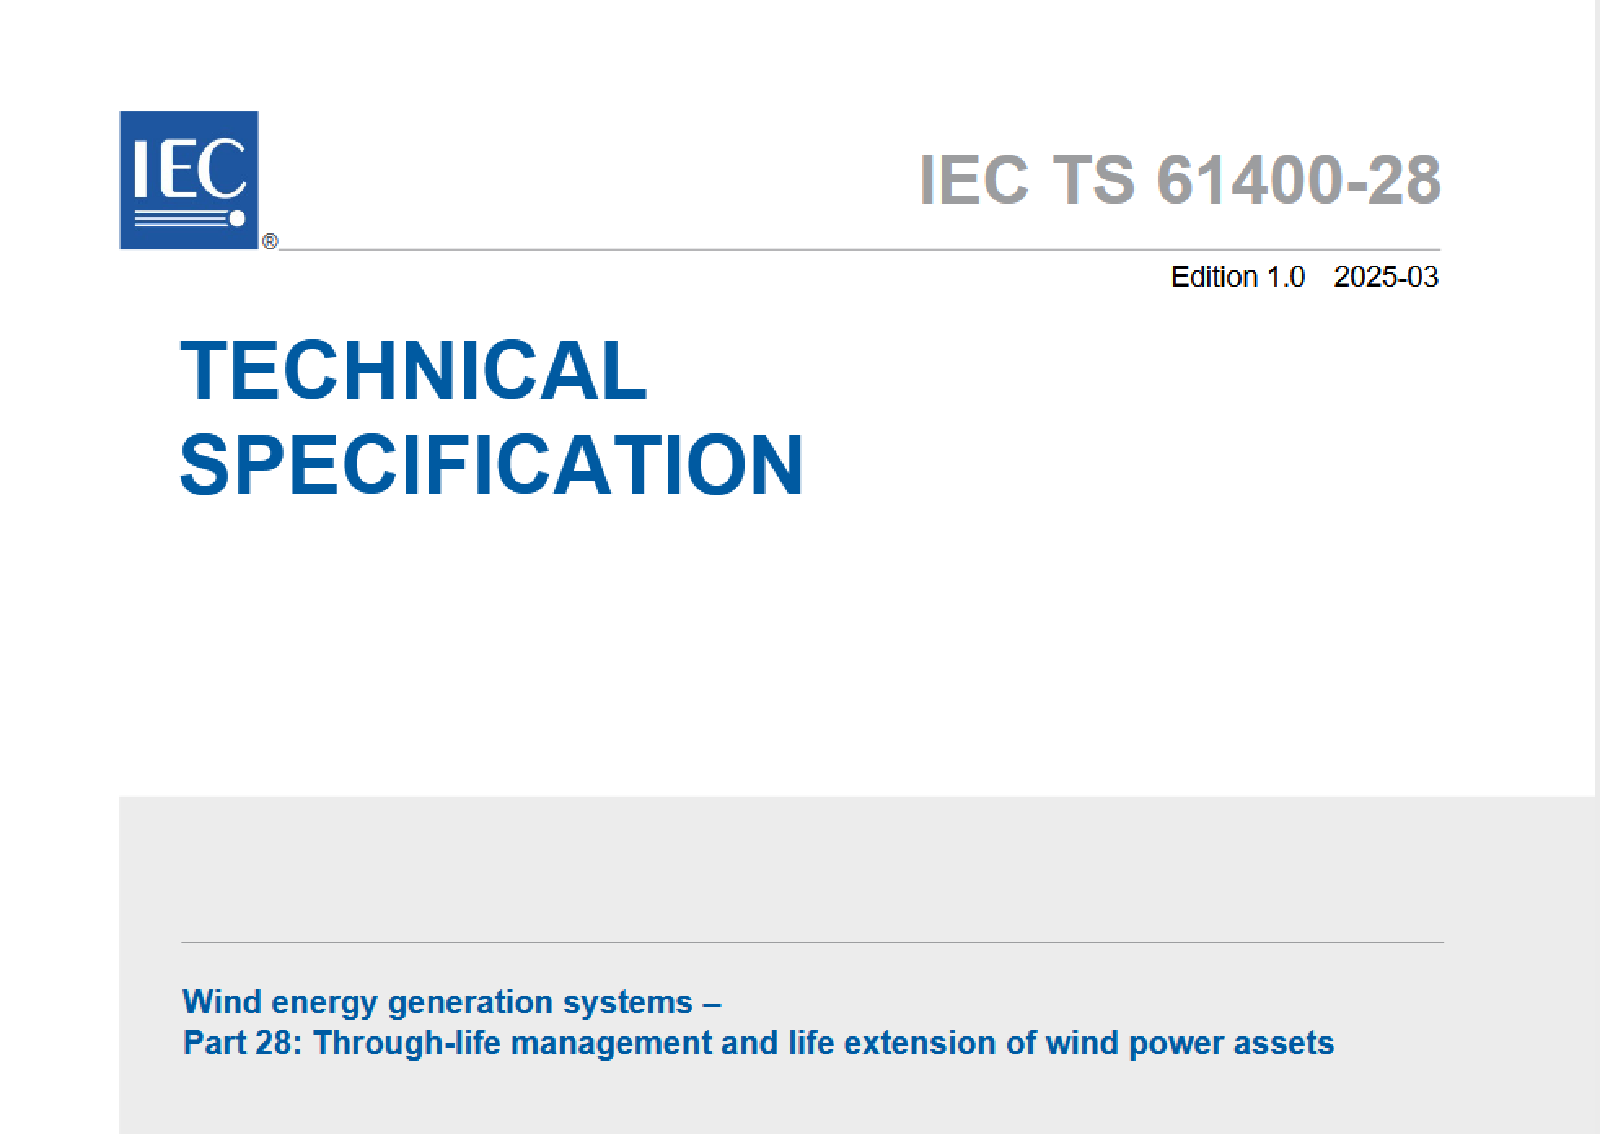 IEC
®
IEC TS 61400-28
Edition 1.0 2025-03
TECHNICAL
SPECIFICATION
Wind energy generation systems –
Part 28: Through-life management and life extension of wind power assets